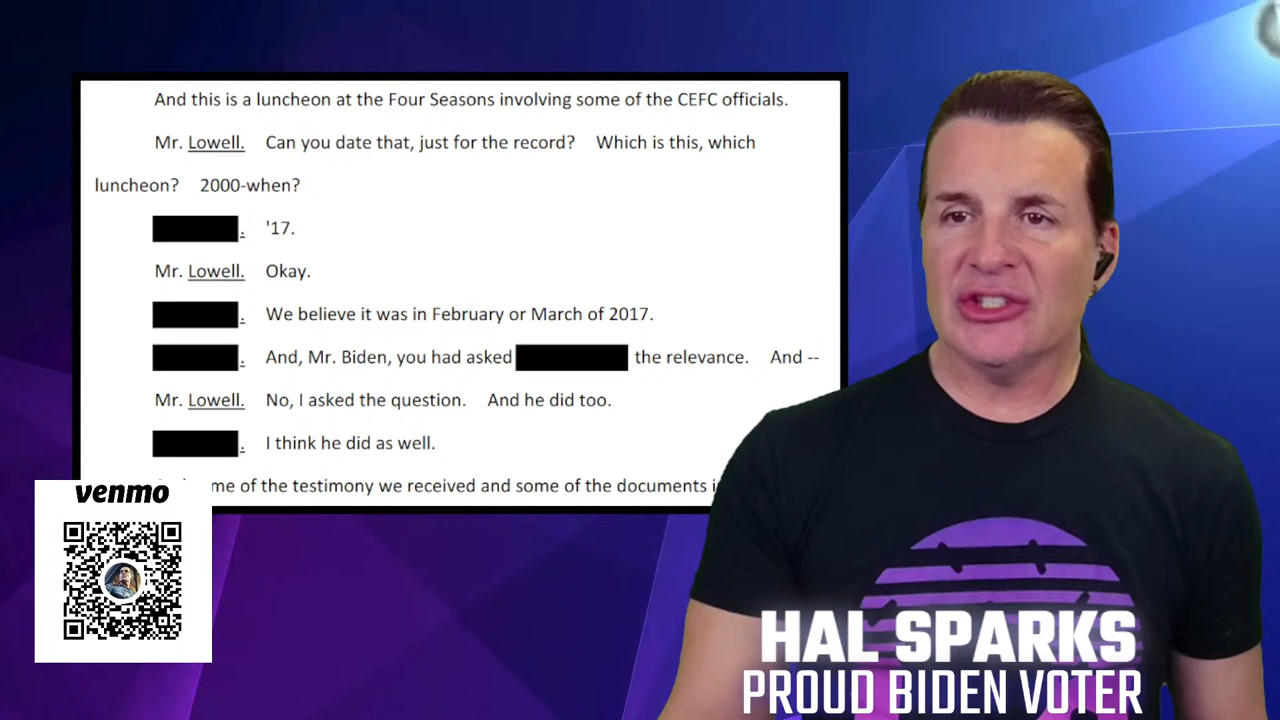 And this is a luncheon at the Four Seasons involving some of the CEFC officials.
Mr. Lowell. Can you date that, just for the record? Which is this, which
luncheon? 2000-when?
. '17.
Mr. Lowell. Okay.
. We believe it was in February or March of 2017.
. And, Mr. Biden, you had asked the relevance. And --
Mr. Lowell. No, I asked the question. And he did too.
. I think he did as well.
of the testimony we received and some of the documents
venmo
HAL SPARKS
PROUD BIDEN VOTER